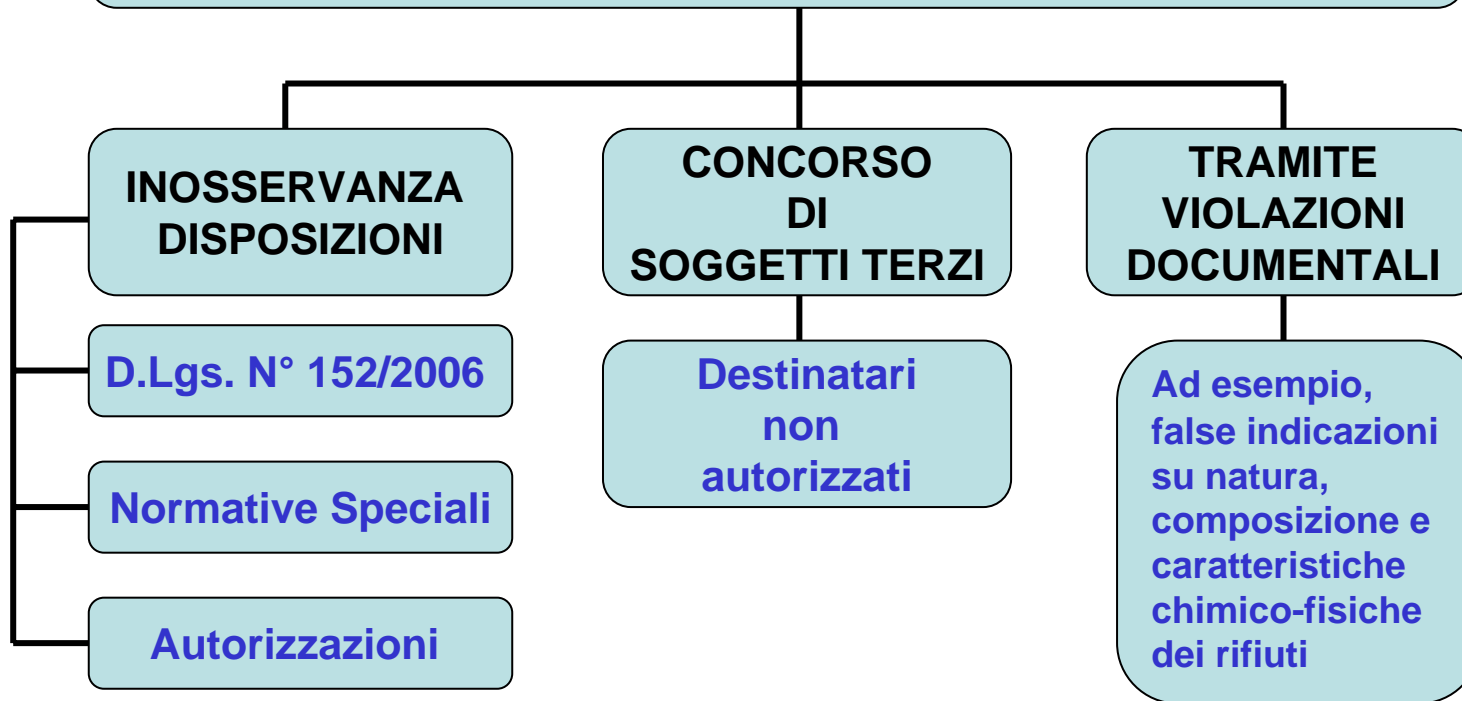 INOSSERVANZA
DISPOSIZIONI
D.Lgs. N° 152/2006
Normative Speciali
Autorizzazioni
CONCORSO
DI
SOGGETTI TERZI
Destinatari
non
autorizzati
TRAMITE
VIOLAZIONI
DOCUMENTALI
Ad esempio,
false indicazioni
su natura,
composizione e
caratteristiche
chimico-fisiche
dei rifiuti